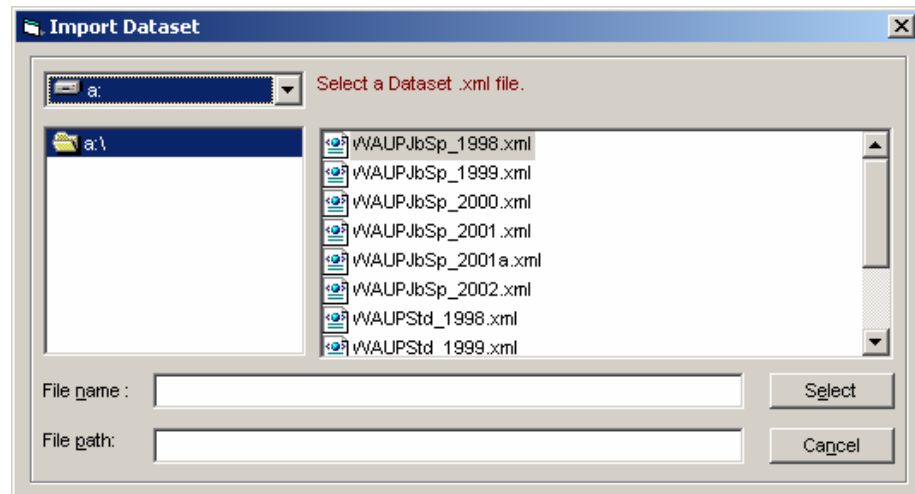 Import Dataset
a:
Select a Dataset .xml file.
a:\
WAUPJbSp_1998.xml
WAUPJbSp_1999.xml
WAUPJbSp_2000.xml
WAUPJbSp_2001.xml
WAUPJbSp_2001a.xml
WAUPJbSp_2002.xml
WAUPStd_1998.xml
WAUPStd_1999.xml
File name :
Select
File path:
Cancel